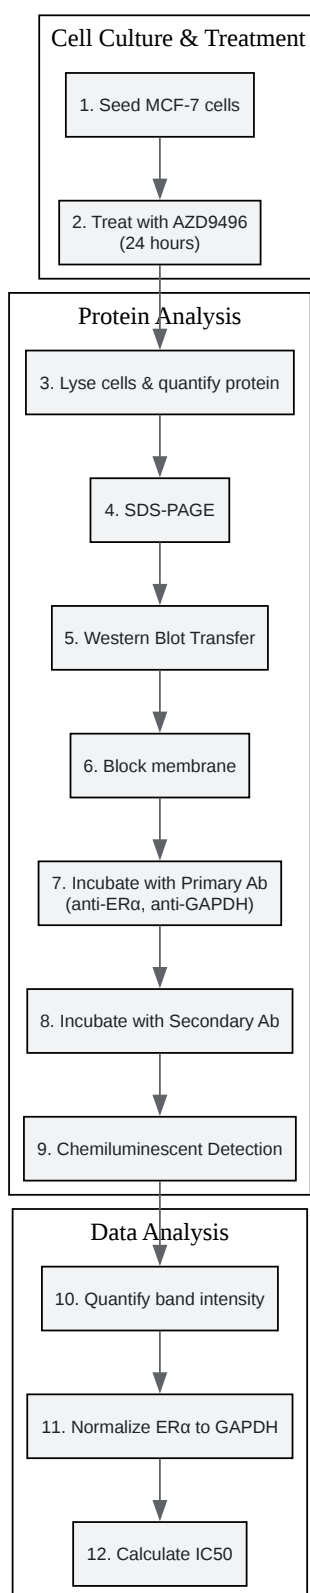 Cell Culture & Treatment
1. Seed MCF-7 cells
2. Treat with AZD9496
(24 hours)
Protein Analysis
3. Lyse cells & quantify protein
4. SDS-PAGE
5. Western Blot Transfer
6. Block membrane
7. Incubate with Primary Ab
(anti-ERα, anti-GAPDH)
8. Incubate with Secondary Ab
9. Chemiluminescent Detection
Data Analysis
10. Quantify band intensity
11. Normalize ERα to GAPDH
12. Calculate IC50